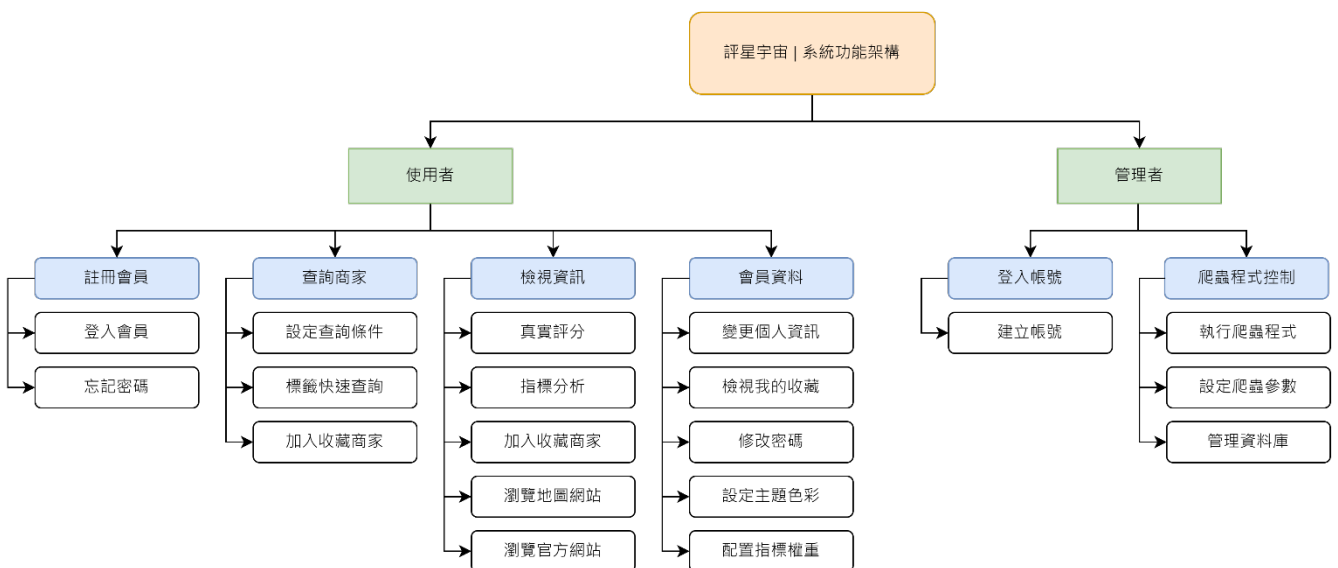 評星宇宙 | 系統功能架構
使用者
管理者
註冊會員
登入會員
忘記密碼
查詢商家
設定查詢條件
標籤快速查詢
加入收藏商家
檢視資訊
真實評分
指標分析
加入收藏商家
瀏覽地圖網站
瀏覽官方網站
會員資料
變更個人資訊
檢視我的收藏
修改密碼
設定主題色彩
配置指標權重
登入帳號
建立帳號
爬蟲程式控制
執行爬蟲程式
設定爬蟲參數
管理資料庫